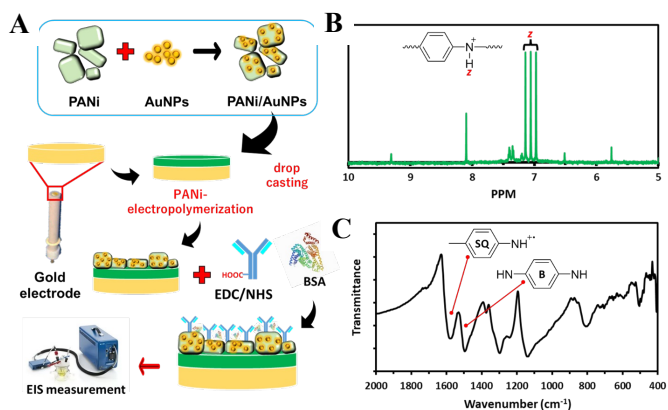 A
PANi
AuNPs
PANi/AuNPs
drop
casting
PANi-
electropolymerization
Gold
electrode
HOOC
EDC/NHS
BSA
EIS measurement
B
+
N
H
z
z
10
9
8
7
6
5
PPM
C
Transmittance
SQ
NH+•
HN
B
NH
2000
1800
1600
1400
1200
1000
800
600
400
Wavenumber (cm-1)